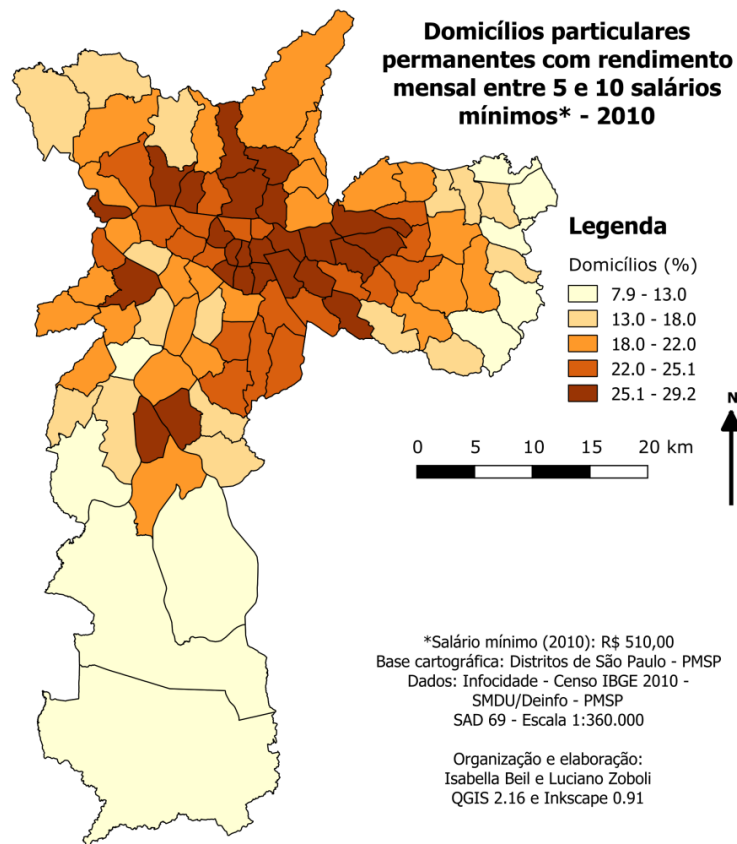 Domicílios particulares
permanentes com rendimento
mensal entre 5 e 10 salários
mínimos* - 2010
Legenda
Domicílios (%)
7.9 - 13.0
13.0 - 18.0
18.0 - 22.0
22.0 - 25.1
25.1 - 29.2
N
0 5 10 15 20 km
*Salário mínimo (2010): R$ 510,00
Base cartográfica: Distritos de São Paulo - PMSP
Dados: Infocidade - Censo IBGE 2010 -
SMDU/Deinfo - PMSP
SAD 69 - Escala 1:360.000
Organização e elaboração:
Isabella Beil e Luciano Zoboli
QGIS 2.16 e Inkscape 0.91